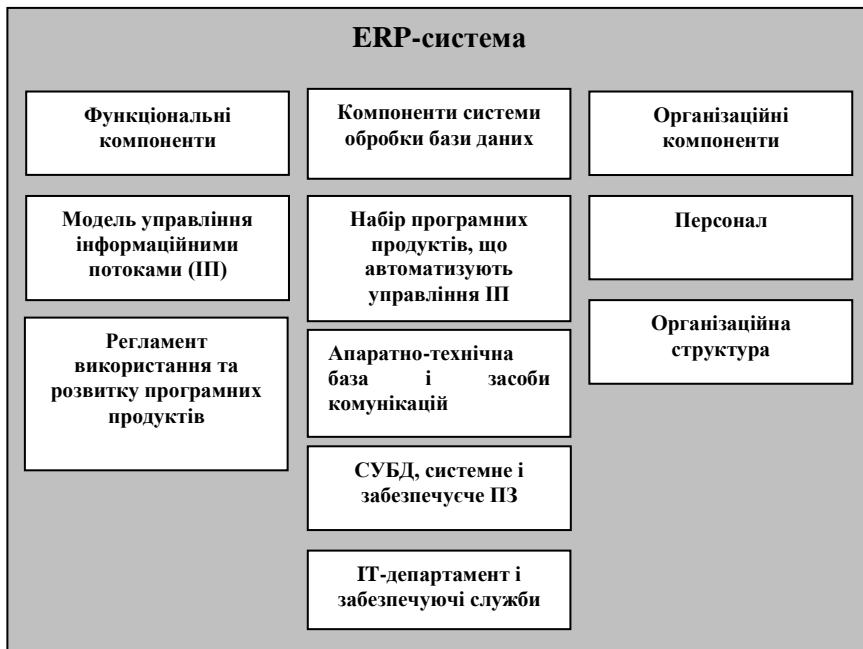 ERP-система
Функціональні
компоненти
Модель управління
інформаційними
потоками (ІП)
Регламент
використання та
розвитку програмних
продуктів
Компоненти системи
обробки бази даних
Набір програмних
продуктів, що
автоматизують
управління ІП
Апаратно-технічна
база і засоби
комунікацій
СУБД, системне і
забезпечуєче ПЗ
ІТ-департамент і
забезпечуючі служби
Організаційні
компоненти
Персонал
Організаційна
структура